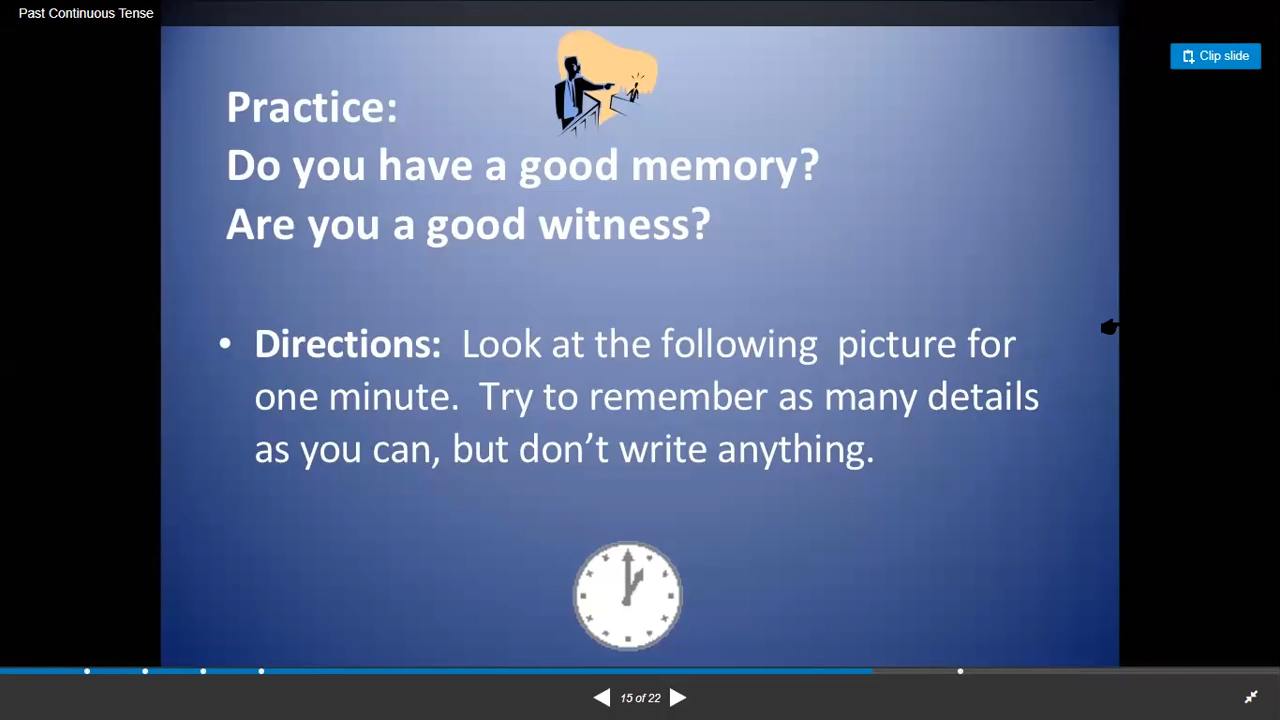 Past Continuous Tense
Clip slide
Practice:
Do you have a good memory?
Are you a good witness?
• Directions:  Look at the following  picture for
one minute.  Try to remember as many details
as you can, but don’t write anything.
15 of 22